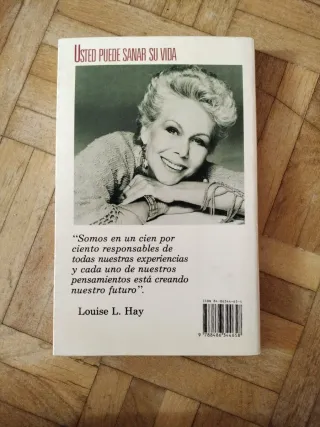 USTED PUEDE SANAR SU VIDA
"Somos en un cien por
ciento responsables de
todas nuestras experiencias
y cada uno de nuestros
pensamientos está creando
nuestro futuro".
Louise L. Hay